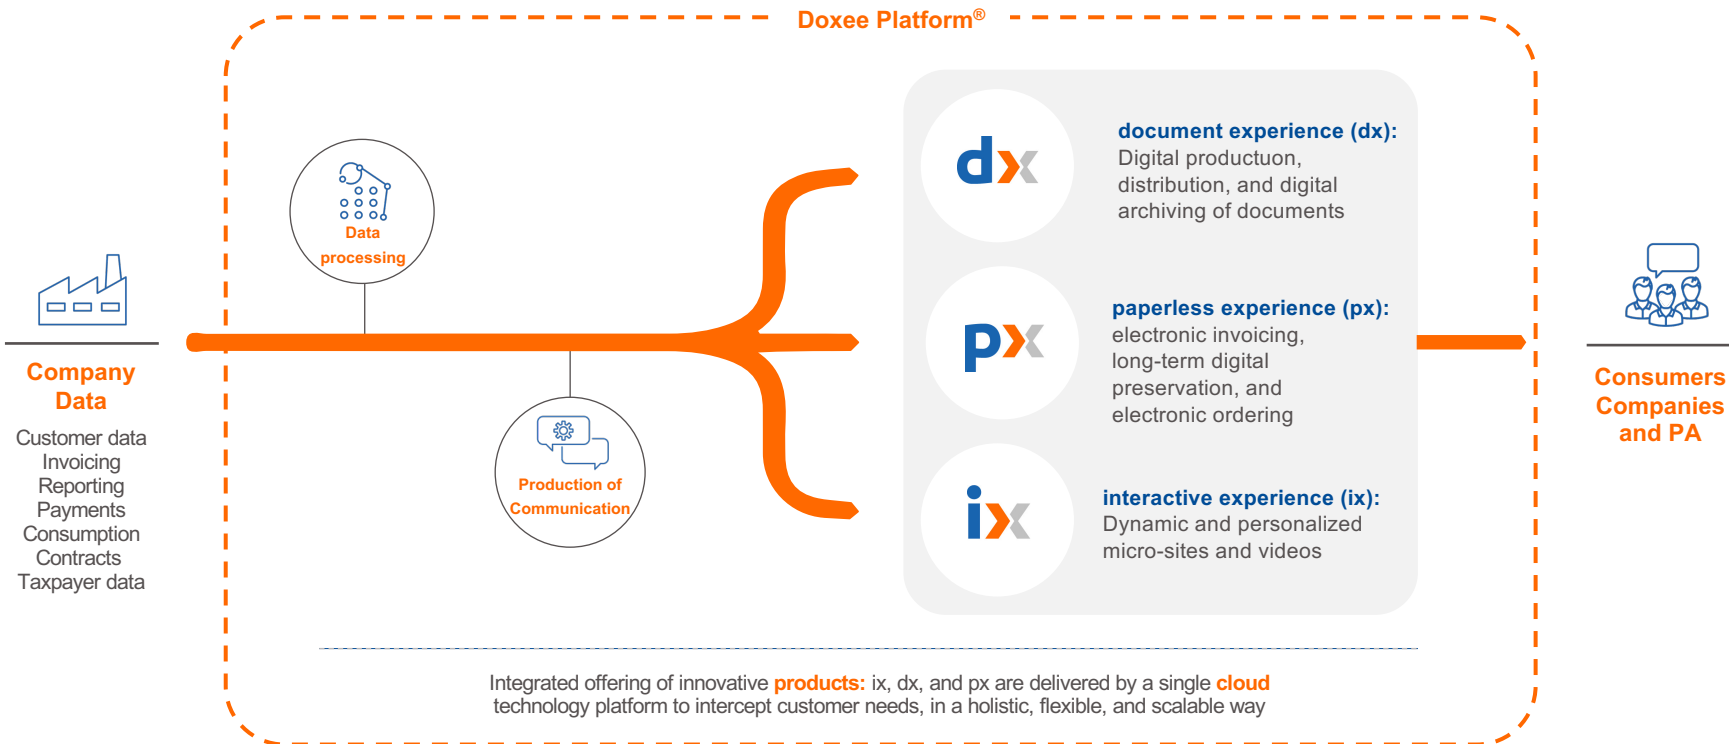 Doxee Platform®
Data
processing
Production of
Communication
Company
Data
Customer data
Invoicing
Reporting
Payments
Consumption
Contracts
Taxpayer data
dx
document experience (dx):
Digital productuon,
distribution, and digital
archiving of documents
px
paperless experience (px):
electronic invoicing,
long-term digital
preservation, and
electronic ordering
ix
interactive experience (ix):
Dynamic and personalized
micro-sites and videos
Consumers
Companies
and PA
Integrated offering of innovative products: ix, dx, and px are delivered by a single cloud
technology platform to intercept customer needs, in a holistic, flexible, and scalable way